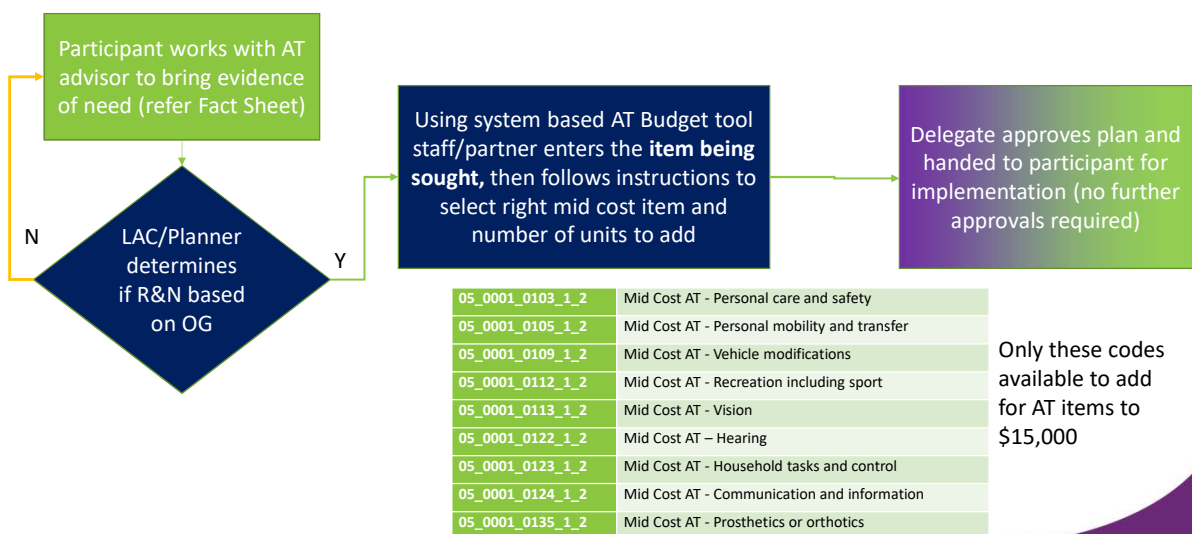 Participant works with AT
advisor to bring evidence
of need (refer Fact Sheet)
N
LAC/Planner
determines
if R&N based
on OG
Y
Using system based AT Budget tool
staff/partner enters the item being
sought, then follows instructions to
select right mid cost item and
number of units to add
Delegate approves plan and
handed to participant for
implementation (no further
approvals required)
05_0001_0103_1_2 Mid Cost AT - Personal care and safety
05_0001_0105_1_2 Mid Cost AT - Personal mobility and transfer
05_0001_0109_1_2 Mid Cost AT - Vehicle modifications
05_0001_0112_1_2 Mid Cost AT - Recreation including sport
05_0001_0113_1_2 Mid Cost AT - Vision
05_0001_0122_1_2 Mid Cost AT – Hearing
05_0001_0123_1_2 Mid Cost AT - Household tasks and control
05_0001_0124_1_2 Mid Cost AT - Communication and information
05_0001_0135_1_2 Mid Cost AT - Prosthetics or orthotics
Only these codes
available to add
for AT items to
$15,000